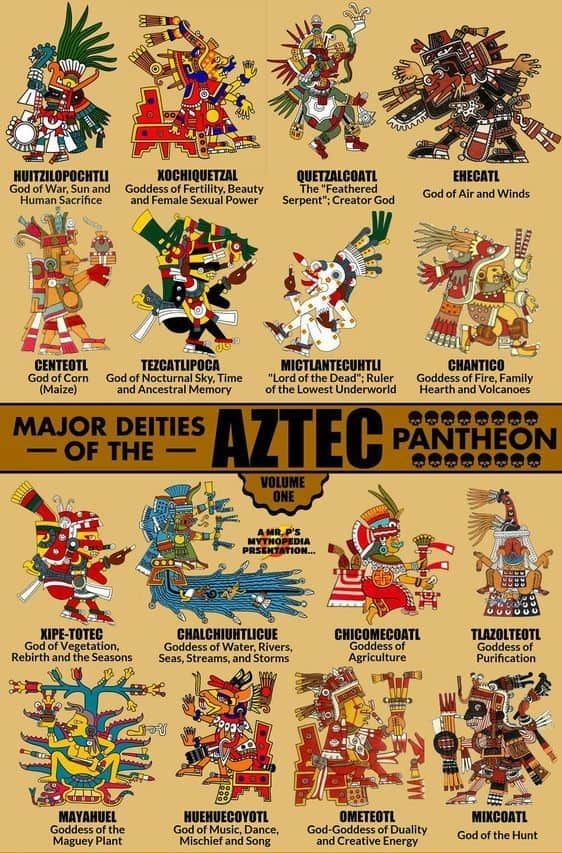 HUITZILOPOCHTLI
God of War, Sun and
Human Sacrifice
XOCHIQUETZAL
Goddess of Fertility, Beauty
and Female Sexual Power
QUETZALCOATL
The "Feathered
Serpent"; Creator God
EHECATL
God of Air and Winds
CENTEOTL
God of Corn
(Maize)
TEZCATLIPOCA
God of Nocturnal Sky, Time
and Ancestral Memory
MICTLANTECUHTLI
"Lord of the Dead"; Ruler
of the Lowest Underworld
CHANTICO
Goddess of Fire, Family
Hearth and Volcanoes
MAJOR DEITIES
— OF THE —
AZTEC
PANTHEON
VOLUME
ONE
A MR. P'S
MYTHOPEDIA
PRSENTATION...
XIPE-TOTEC
God of Vegetation,
Rebirth and the Seasons
CHALCHIUHTLICUE
Goddess of Water, Rivers,
Seas, Streams, and Storms
CHICOMECOATL
Goddess of
Agriculture
TLAZOLTEOTL
Goddess of
Purification
MAYAHUEL
Goddess of the
Maguey Plant
HUEHUECOYOTL
God of Music, Dance,
Mischief and Song
OMETEOTL
God-Goddess of Duality
and Creative Energy
MIXCOATL
God of the Hunt